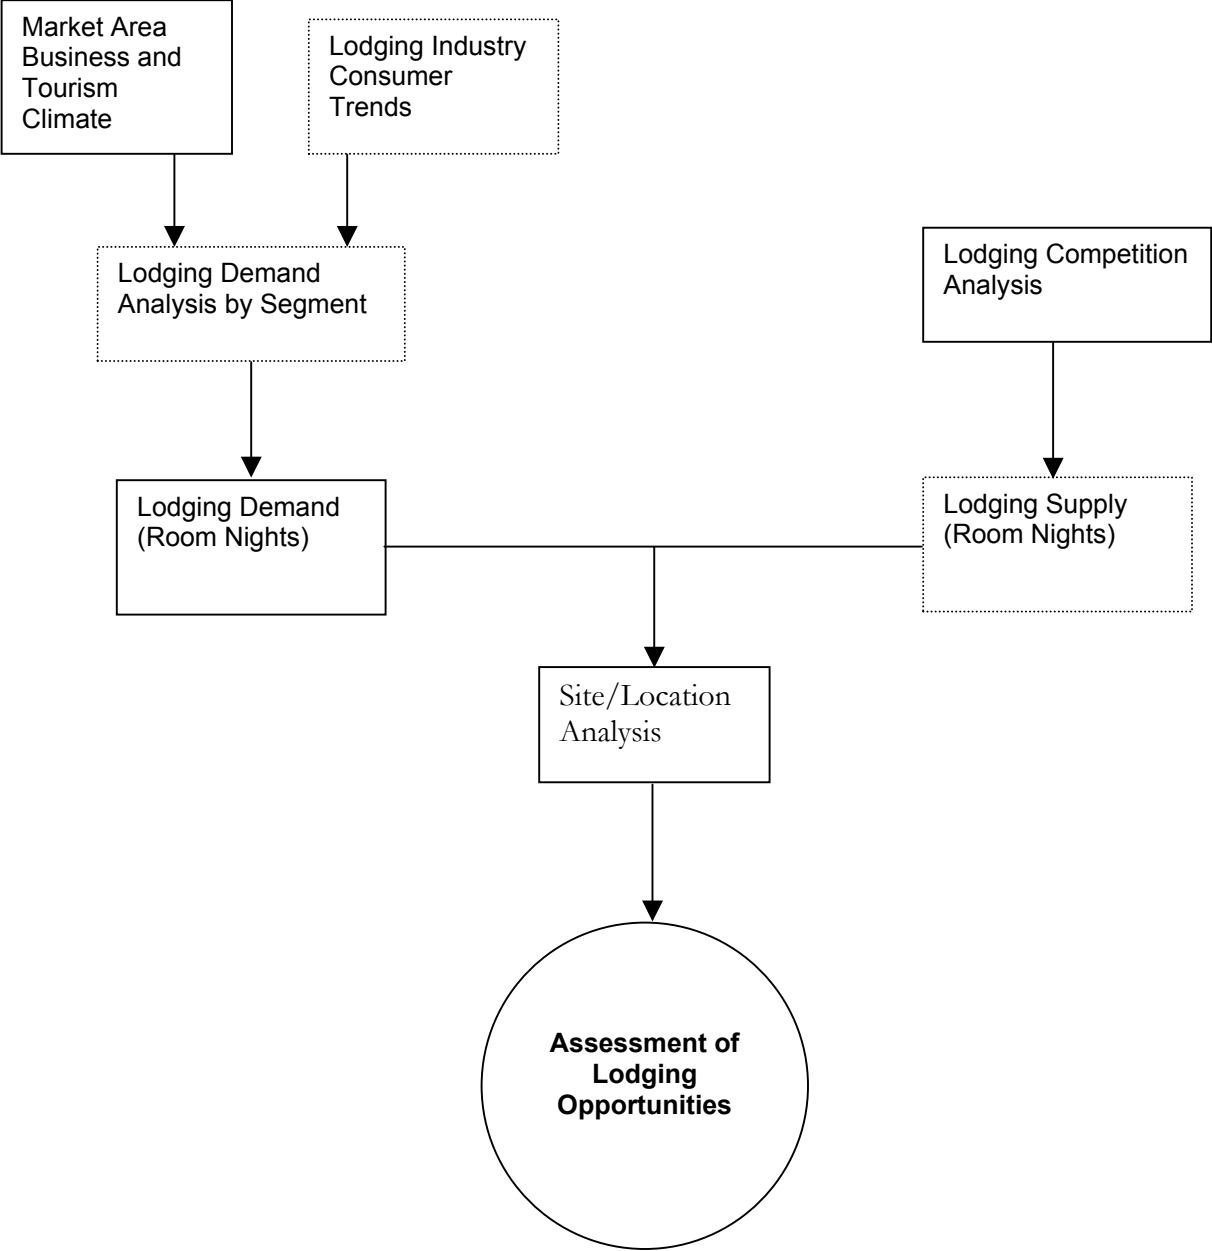 Market Area
Business and
Tourism
Climate
Lodging Industry
Consumer
Trends
Lodging Demand
Analysis by Segment
Lodging Competition
Analysis
Lodging Demand
(Room Nights)
Lodging Supply
(Room Nights)
Site/Location
Analysis
Assessment of
Lodging
Opportunities